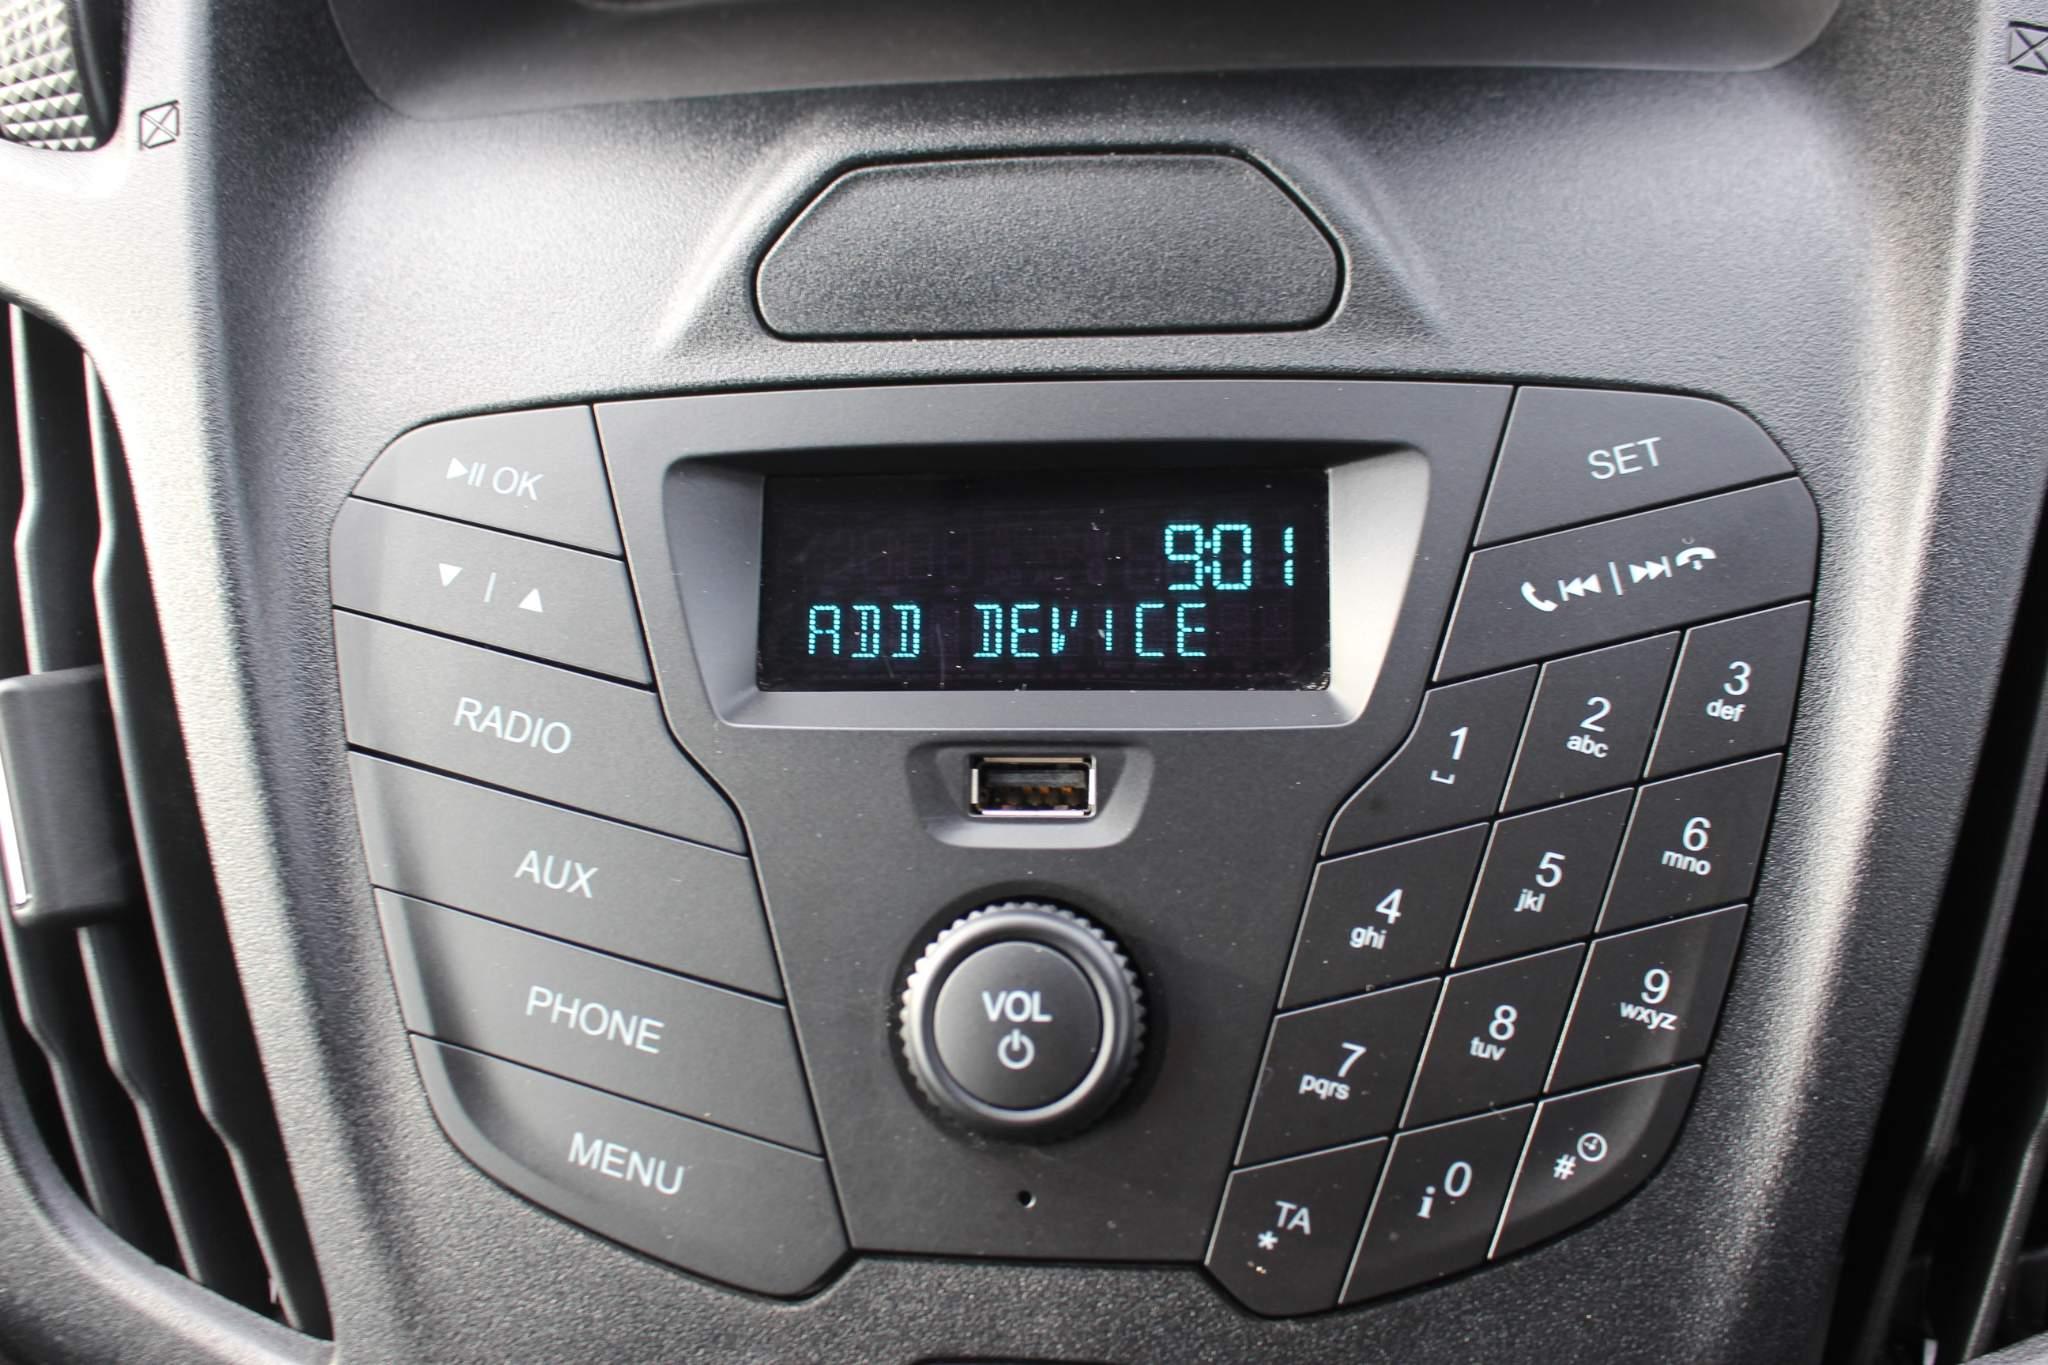 OK
SET
9:01
ADD DEVICE
RADIO
AUX
PHONE
MENU
VOL
1
2
abc
3
def
4
ghi
5
jkl
6
mno
7
pqrs
8
tuv
9
wxyz
TA
*
i 0
#